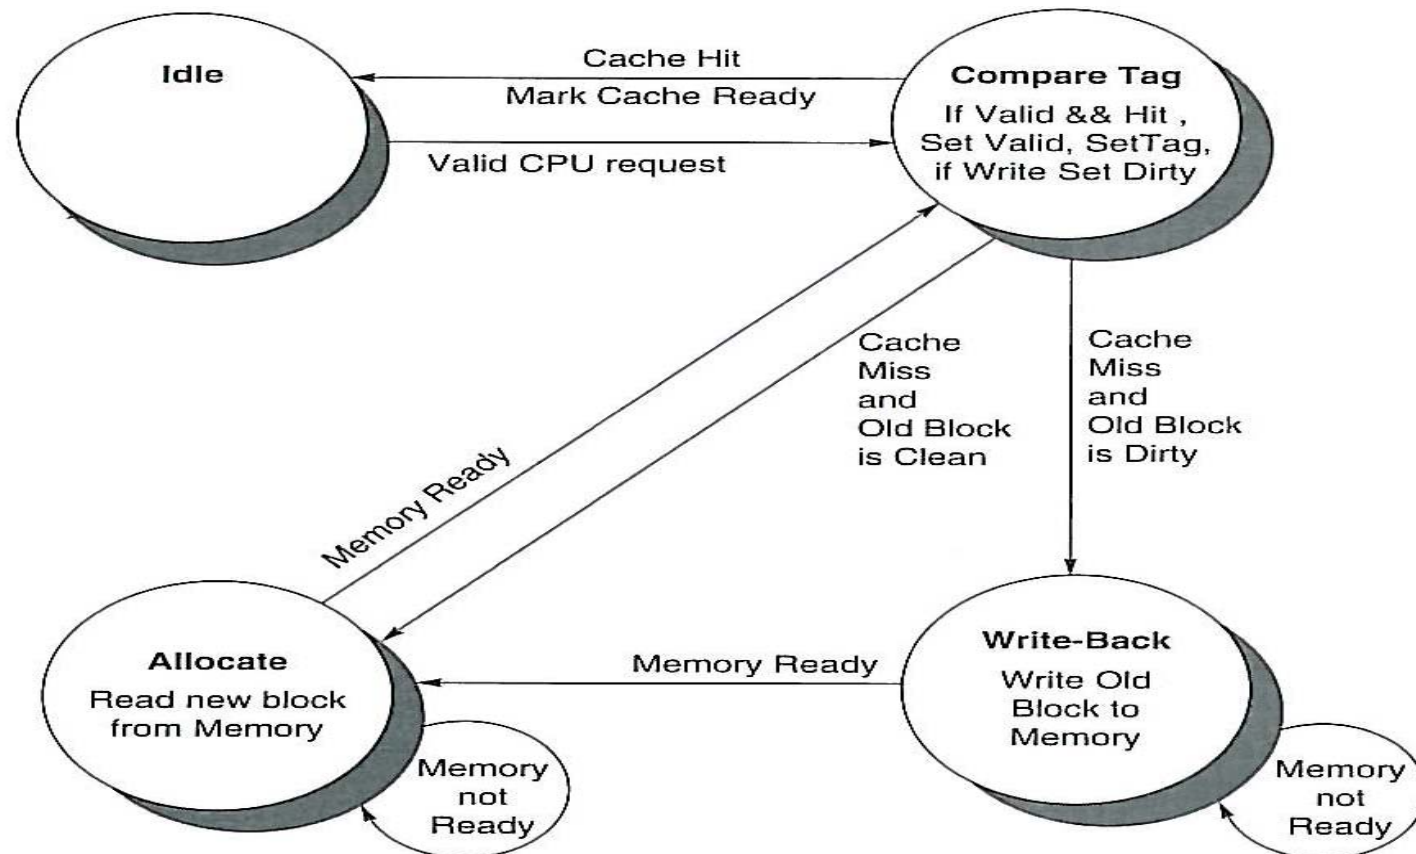 Idle
Cache Hit
Mark Cache Ready
Valid CPU request
Compare Tag
If Valid && Hit ,
Set Valid, SetTag,
if Write Set Dirty
Cache
Miss
and
Old Block
is Clean
Cache
Miss
and
Old Block
is Dirty
Memory Ready
Allocate
Read new block
from Memory
Memory Ready
Write-Back
Write Old
Block to
Memory
Memory
not
Ready
Memory
not
Ready